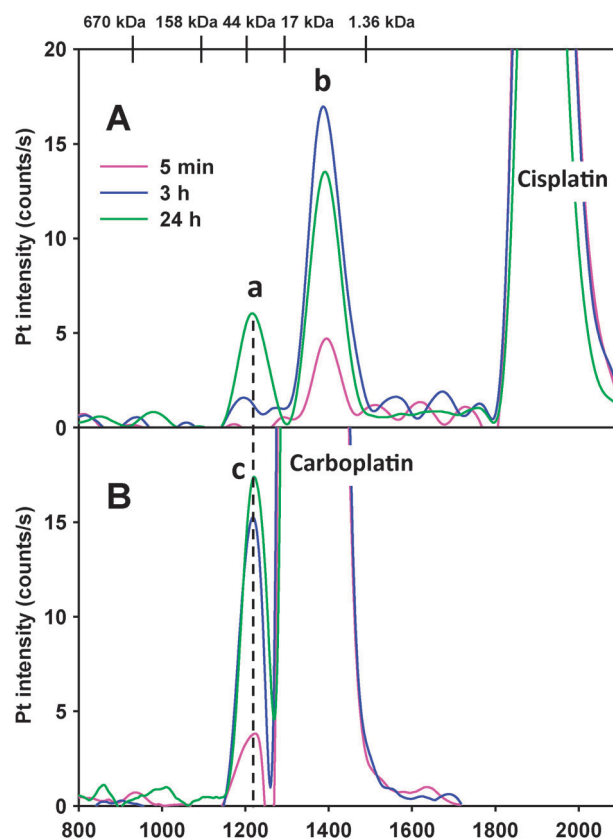 670 kDa 158 kDa 44 kDa 17 kDa 1.36 kDa
20
15
10
5
0
Pt intensity (counts/s)
A
5 min
3 h
24 h
a
b
Cisplatin
15
10
5
0
Pt intensity (counts/s)
B
c
Carboplatin
800 1000 1200 1400 1600 1800 2000